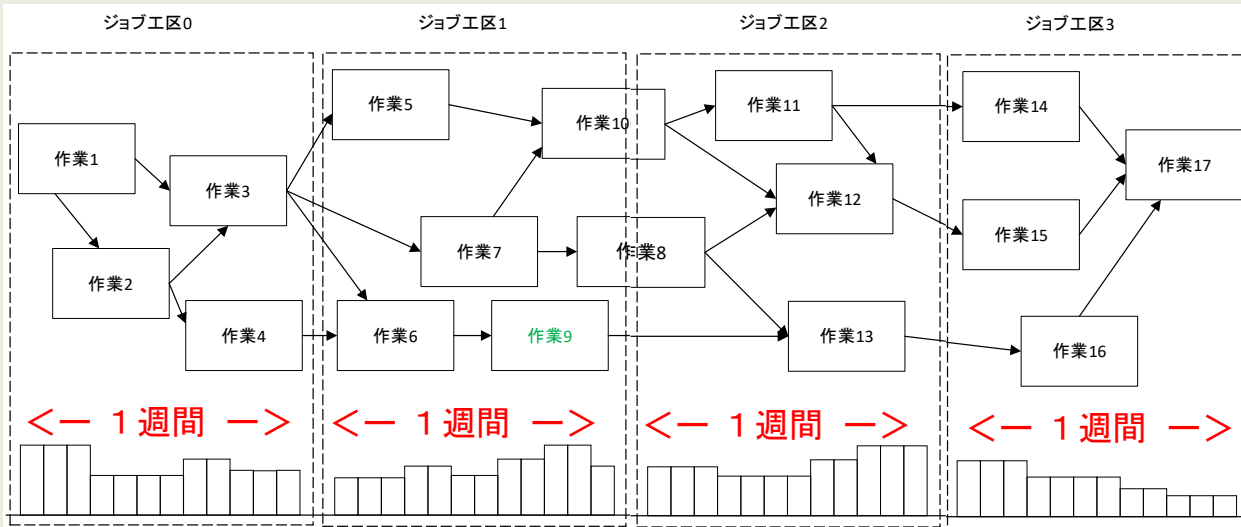 ジョブ工区0
ジョブ工区1
ジョブ工区2
ジョブ工区3
作業1
作業2
作業3
作業4
作業5
作業6
作業7
作業8
作業9
作業10
作業11
作業12
作業13
作業14
作業15
作業16
作業17
<ー 1週間 ー>
<ー 1週間 ー>
<ー 1週間 ー>
<ー 1週間 ー>